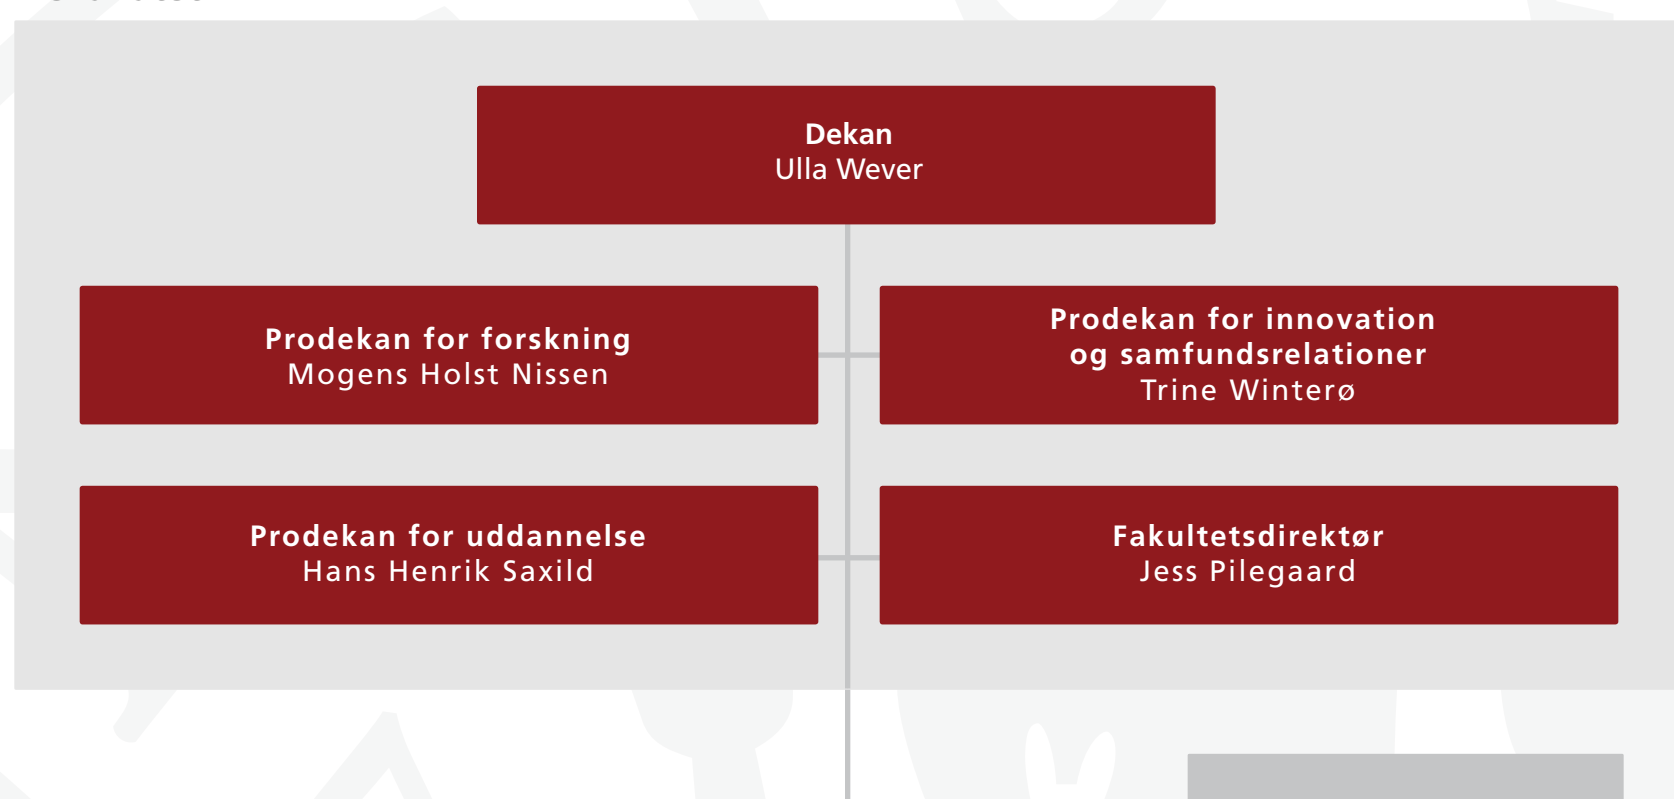 Dekan
Ulla Wever
Prodekan for forskning
Mogens Holst Nissen
Prodekan for innovation
og samfundsrelationer
Trine Winterø
Prodekan for uddannelse
Hans Henrik Saxild
Fakultetsdirektør
Jess Pilegaard